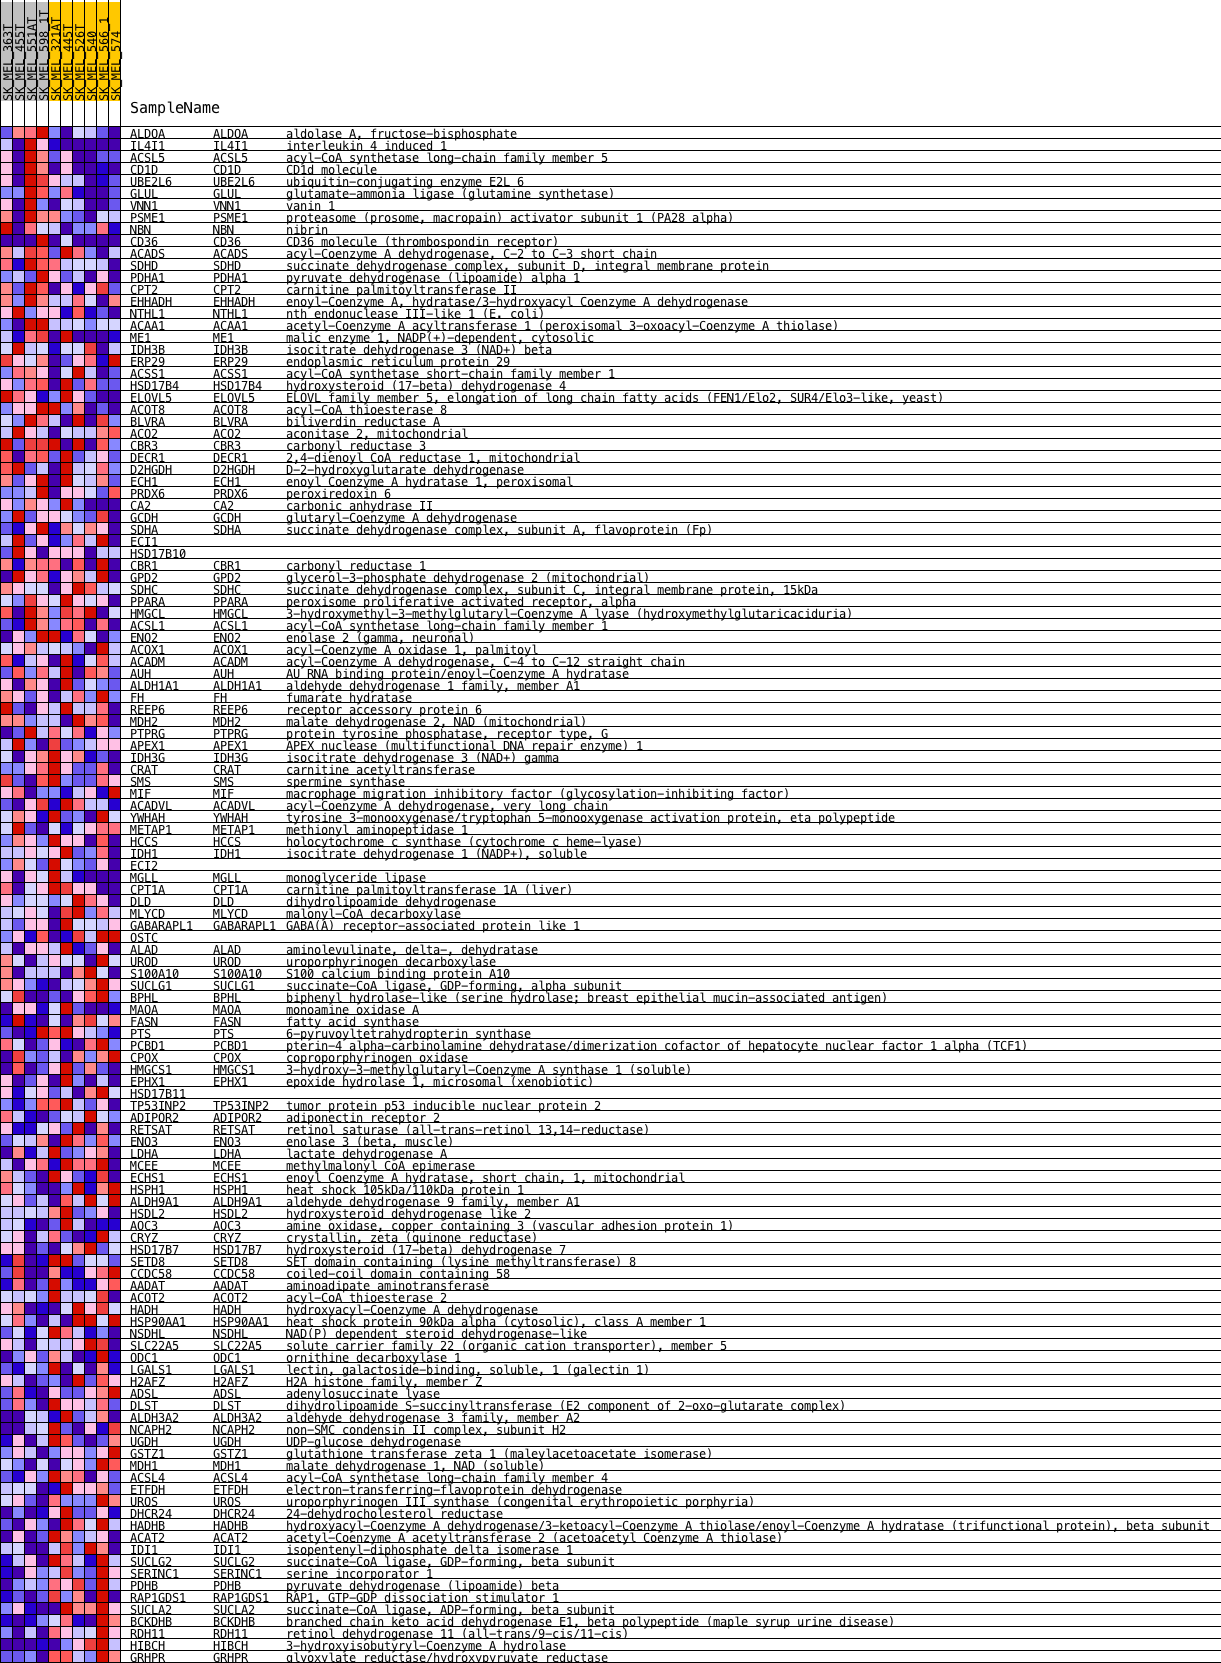 SK_MEL_363T
SK_MEL_455T
SK_MEL_551AT
SK_MEL_598_1T
SK_MEL_321AT
SK_MEL_445T
SK_MEL_526T
SK_MEL_540
SK_MEL_566_1
SK_MEL_574
SampleName
ALDOA ALDOA aldolase A, fructose-bisphosphate
IL4I1 IL4I1 interleukin 4 induced 1
ACSL5 ACSL5 acyl-CoA synthetase long-chain family member 5
CD1D CD1D CD1d molecule
UBE2L6 UBE2L6 ubiquitin-conjugating enzyme E2L 6
GLUL GLUL glutamate-ammonia ligase (glutamine synthetase)
VNN1 VNN1 vanin 1
PSME1 PSME1 proteasome (prosome, macropain) activator subunit 1 (PA28 alpha)
NBN NBN nibrin
CD36 CD36 CD36 molecule (thrombospondin receptor)
ACADS ACADS acyl-Coenzyme A dehydrogenase, C-2 to C-3 short chain
SDHD SDHD succinate dehydrogenase complex, subunit D, integral membrane protein
PDHA1 PDHA1 pyruvate dehydrogenase (lipoamide) alpha 1
CPT2 CPT2 carnitine palmitoyltransferase II
EHHADH EHHADH enoyl-Coenzyme A, hydratase/3-hydroxyacyl Coenzyme A dehydrogenase
NTHL1 NTHL1 nth endonuclease III-like 1 (E. coli)
ACAA1 ACAA1 acetyl-Coenzyme A acyltransferase 1 (peroxisomal 3-oxoacyl-Coenzyme A thiolase)
ME1 ME1 malic enzyme 1, NADP(+)-dependent, cytosolic
IDH3B IDH3B isocitrate dehydrogenase 3 (NAD+) beta
ERP29 ERP29 endoplasmic reticulum protein 29
ACSS1 ACSS1 acyl-CoA synthetase short-chain family member 1
HSD17B4 HSD17B4 hydroxysteroid (17-beta) dehydrogenase 4
ELOVL5 ELOVL5 ELOVL family member 5, elongation of long chain fatty acids (FEN1/Elo2, SUR4/Elo3-like, yeast)
ACOT8 ACOT8 acyl-CoA thioesterase 8
BLVRA BLVRA biliverdin reductase A
ACO2 ACO2 aconitase 2, mitochondrial
CBR3 CBR3 carbonyl reductase 3
DECR1 DECR1 2,4-dienoyl CoA reductase 1, mitochondrial
D2HGDH D2HGDH D-2-hydroxyglutarate dehydrogenase
ECH1 ECH1 enoyl Coenzyme A hydratase 1, peroxisomal
PRDX6 PRDX6 peroxiredoxin 6
CA2 CA2 carbonic anhydrase II
GCDH GCDH glutaryl-Coenzyme A dehydrogenase
SDHA SDHA succinate dehydrogenase complex, subunit A, flavoprotein (Fp)
ECI1
HSD17B10
CBR1 CBR1 carbonyl reductase 1
GPD2 GPD2 glycerol-3-phosphate dehydrogenase 2 (mitochondrial)
SDHC SDHC succinate dehydrogenase complex, subunit C, integral membrane protein, 15kDa
PPARA PPARA peroxisome proliferative activated receptor, alpha
HMGCL HMGCL 3-hydroxymethyl-3-methylglutaryl-Coenzyme A lyase (hydroxymethylglutaricaciduria)
ACSL1 ACSL1 acyl-CoA synthetase long-chain family member 1
ENO2 ENO2 enolase 2 (gamma, neuronal)
ACOX1 ACOX1 acyl-Coenzyme A oxidase 1, palmitoyl
ACADM ACADM acyl-Coenzyme A dehydrogenase, C-4 to C-12 straight chain
AUH AUH AU RNA binding protein/enoyl-Coenzyme A hydratase
ALDH1A1 ALDH1A1 aldehyde dehydrogenase 1 family, member A1
FH FH fumarate hydratase
REEP6 REEP6 receptor accessory protein 6
MDH2 MDH2 malate dehydrogenase 2, NAD (mitochondrial)
PTPRG PTPRG protein tyrosine phosphatase, receptor type, G
APEX1 APEX1 APEX nuclease (multifunctional DNA repair enzyme) 1
IDH3G IDH3G isocitrate dehydrogenase 3 (NAD+) gamma
CRAT CRAT carnitine acetyltransferase
SMS SMS spermine synthase
MIF MIF macrophage migration inhibitory factor (glycosylation-inhibiting factor)
ACADVL ACADVL acyl-Coenzyme A dehydrogenase, very long chain
YWHAH YWHAH tyrosine 3-monooxygenase/tryptophan 5-monooxygenase activation protein, eta polypeptide
METAP1 METAP1 methionyl aminopeptidase 1
HCCS HCCS holocytochrome c synthase (cytochrome c heme-lyase)
IDH1 IDH1 isocitrate dehydrogenase 1 (NADP+), soluble
ECI2
MGLL MGLL monoglyceride lipase
CPT1A CPT1A carnitine palmitoyltransferase 1A (liver)
DLD DLD dihydrolipoamide dehydrogenase
MLYCD MLYCD malonyl-CoA decarboxylase
GABARAPL1 GABARAPL1 GABA(A) receptor-associated protein like 1
OSTC
ALAD ALAD aminolevulinate, delta-, dehydratase
UROD UROD uroporphyrinogen decarboxylase
S100A10 S100A10 S100 calcium binding protein A10
SUCLG1 SUCLG1 succinate-CoA ligase, GDP-forming, alpha subunit
BPHL BPHL biphenyl hydrolase-like (serine hydrolase; breast epithelial mucin-associated antigen)
MAOA MAOA monoamine oxidase A
FASN FASN fatty acid synthase
PTS PTS 6-pyruvoyltetrahydropterin synthase
PCBD1 PCBD1 pterin-4 alpha-carbinolamine dehydratase/dimerization cofactor of hepatocyte nuclear factor 1 alpha (TCF1)
CPOX CPOX coproporphyrinogen oxidase
HMGCS1 HMGCS1 3-hydroxy-3-methylglutaryl-Coenzyme A synthase 1 (soluble)
EPHX1 EPHX1 epoxide hydrolase 1, microsomal (xenobiotic)
HSD17B11
TP53INP2 TP53INP2 tumor protein p53 inducible nuclear protein 2
ADIPOR2 ADIPOR2 adiponectin receptor 2
RETSAT RETSAT retinol saturase (all-trans-retinol 13,14-reductase)
ENO3 ENO3 enolase 3 (beta, muscle)
LDHA LDHA lactate dehydrogenase A
MCEE MCEE methylmalonyl CoA epimerase
ECHS1 ECHS1 enoyl Coenzyme A hydratase, short chain, 1, mitochondrial
HSPH1 HSPH1 heat shock 105kDa/110kDa protein 1
ALDH9A1 ALDH9A1 aldehyde dehydrogenase 9 family, member A1
HSDL2 HSDL2 hydroxysteroid dehydrogenase like 2
AOC3 AOC3 amine oxidase, copper containing 3 (vascular adhesion protein 1)
CRYZ CRYZ crystallin, zeta (quinone reductase)
HSD17B7 HSD17B7 hydroxysteroid (17-beta) dehydrogenase 7
SETD8 SETD8 SET domain containing (lysine methyltransferase) 8
CCDC58 CCDC58 coiled-coil domain containing 58
AADAT AADAT aminoadipate aminotransferase
ACOT2 ACOT2 acyl-CoA thioesterase 2
HADH HADH hydroxyacyl-Coenzyme A dehydrogenase
HSP90AA1 HSP90AA1 heat shock protein 90kDa alpha (cytosolic), class A member 1
NSDHL NSDHL NAD(P) dependent steroid dehydrogenase-like
SLC22A5 SLC22A5 solute carrier family 22 (organic cation transporter), member 5
ODC1 ODC1 ornithine decarboxylase 1
LGALS1 LGALS1 lectin, galactoside-binding, soluble, 1 (galectin 1)
H2AFZ H2AFZ H2A histone family, member Z
ADSL ADSL adenylosuccinate lyase
DLST DLST dihydrolipoamide S-succinyltransferase (E2 component of 2-oxo-glutarate complex)
ALDH3A2 ALDH3A2 aldehyde dehydrogenase 3 family, member A2
NCAPH2 NCAPH2 non-SMC condensin II complex, subunit H2
UGDH UGDH UDP-glucose dehydrogenase
GSTZ1 GSTZ1 glutathione transferase zeta 1 (maleylacetoacetate isomerase)
MDH1 MDH1 malate dehydrogenase 1, NAD (soluble)
ACSL4 ACSL4 acyl-CoA synthetase long-chain family member 4
ETFDH ETFDH electron-transferring-flavoprotein dehydrogenase
UROS UROS uroporphyrinogen III synthase (congenital erythropoietic porphyria)
DHCR24 DHCR24 24-dehydrocholesterol reductase
HADHB HADHB hydroxyacyl-Coenzyme A dehydrogenase/3-ketoacyl-Coenzyme A thiolase/enoyl-Coenzyme A hydratase (trifunctional protein), beta subunit
ACAT2 ACAT2 acetyl-Coenzyme A acetyltransferase 2 (acetoacetyl Coenzyme A thiolase)
IDI1 IDI1 isopentenyl-diphosphate delta isomerase 1
SUCLG2 SUCLG2 succinate-CoA ligase, GDP-forming, beta subunit
SERINC1 SERINC1 serine incorporator 1
PDHB PDHB pyruvate dehydrogenase (lipoamide) beta
RAP1GDS1 RAP1GDS1 RAP1, GTP-GDP dissociation stimulator 1
SUCLA2 SUCLA2 succinate-CoA ligase, ADP-forming, beta subunit
BCKDHB BCKDHB branched chain keto acid dehydrogenase E1, beta polypeptide (maple syrup urine disease)
RDH11 RDH11 retinol dehydrogenase 11 (all-trans/9-cis/11-cis)
HIBCH HIBCH 3-hydroxyisobutyryl-Coenzyme A hydrolase
GRHPR GRHPR glyoxylate reductase/hydroxypyruvate reductase